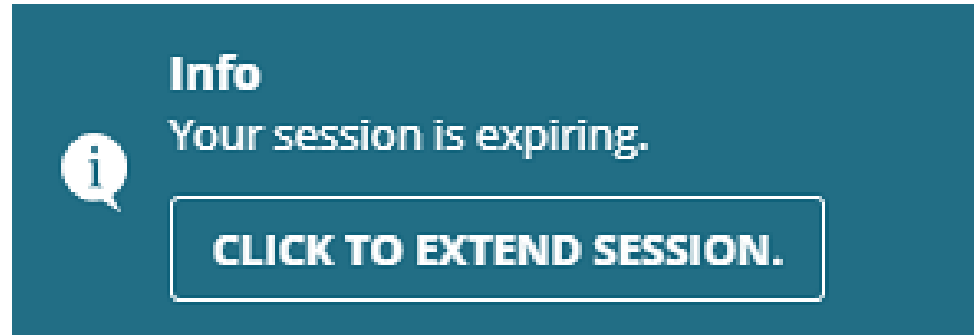 Info
Your session is expiring.
CLICK TO EXTEND SESSION.